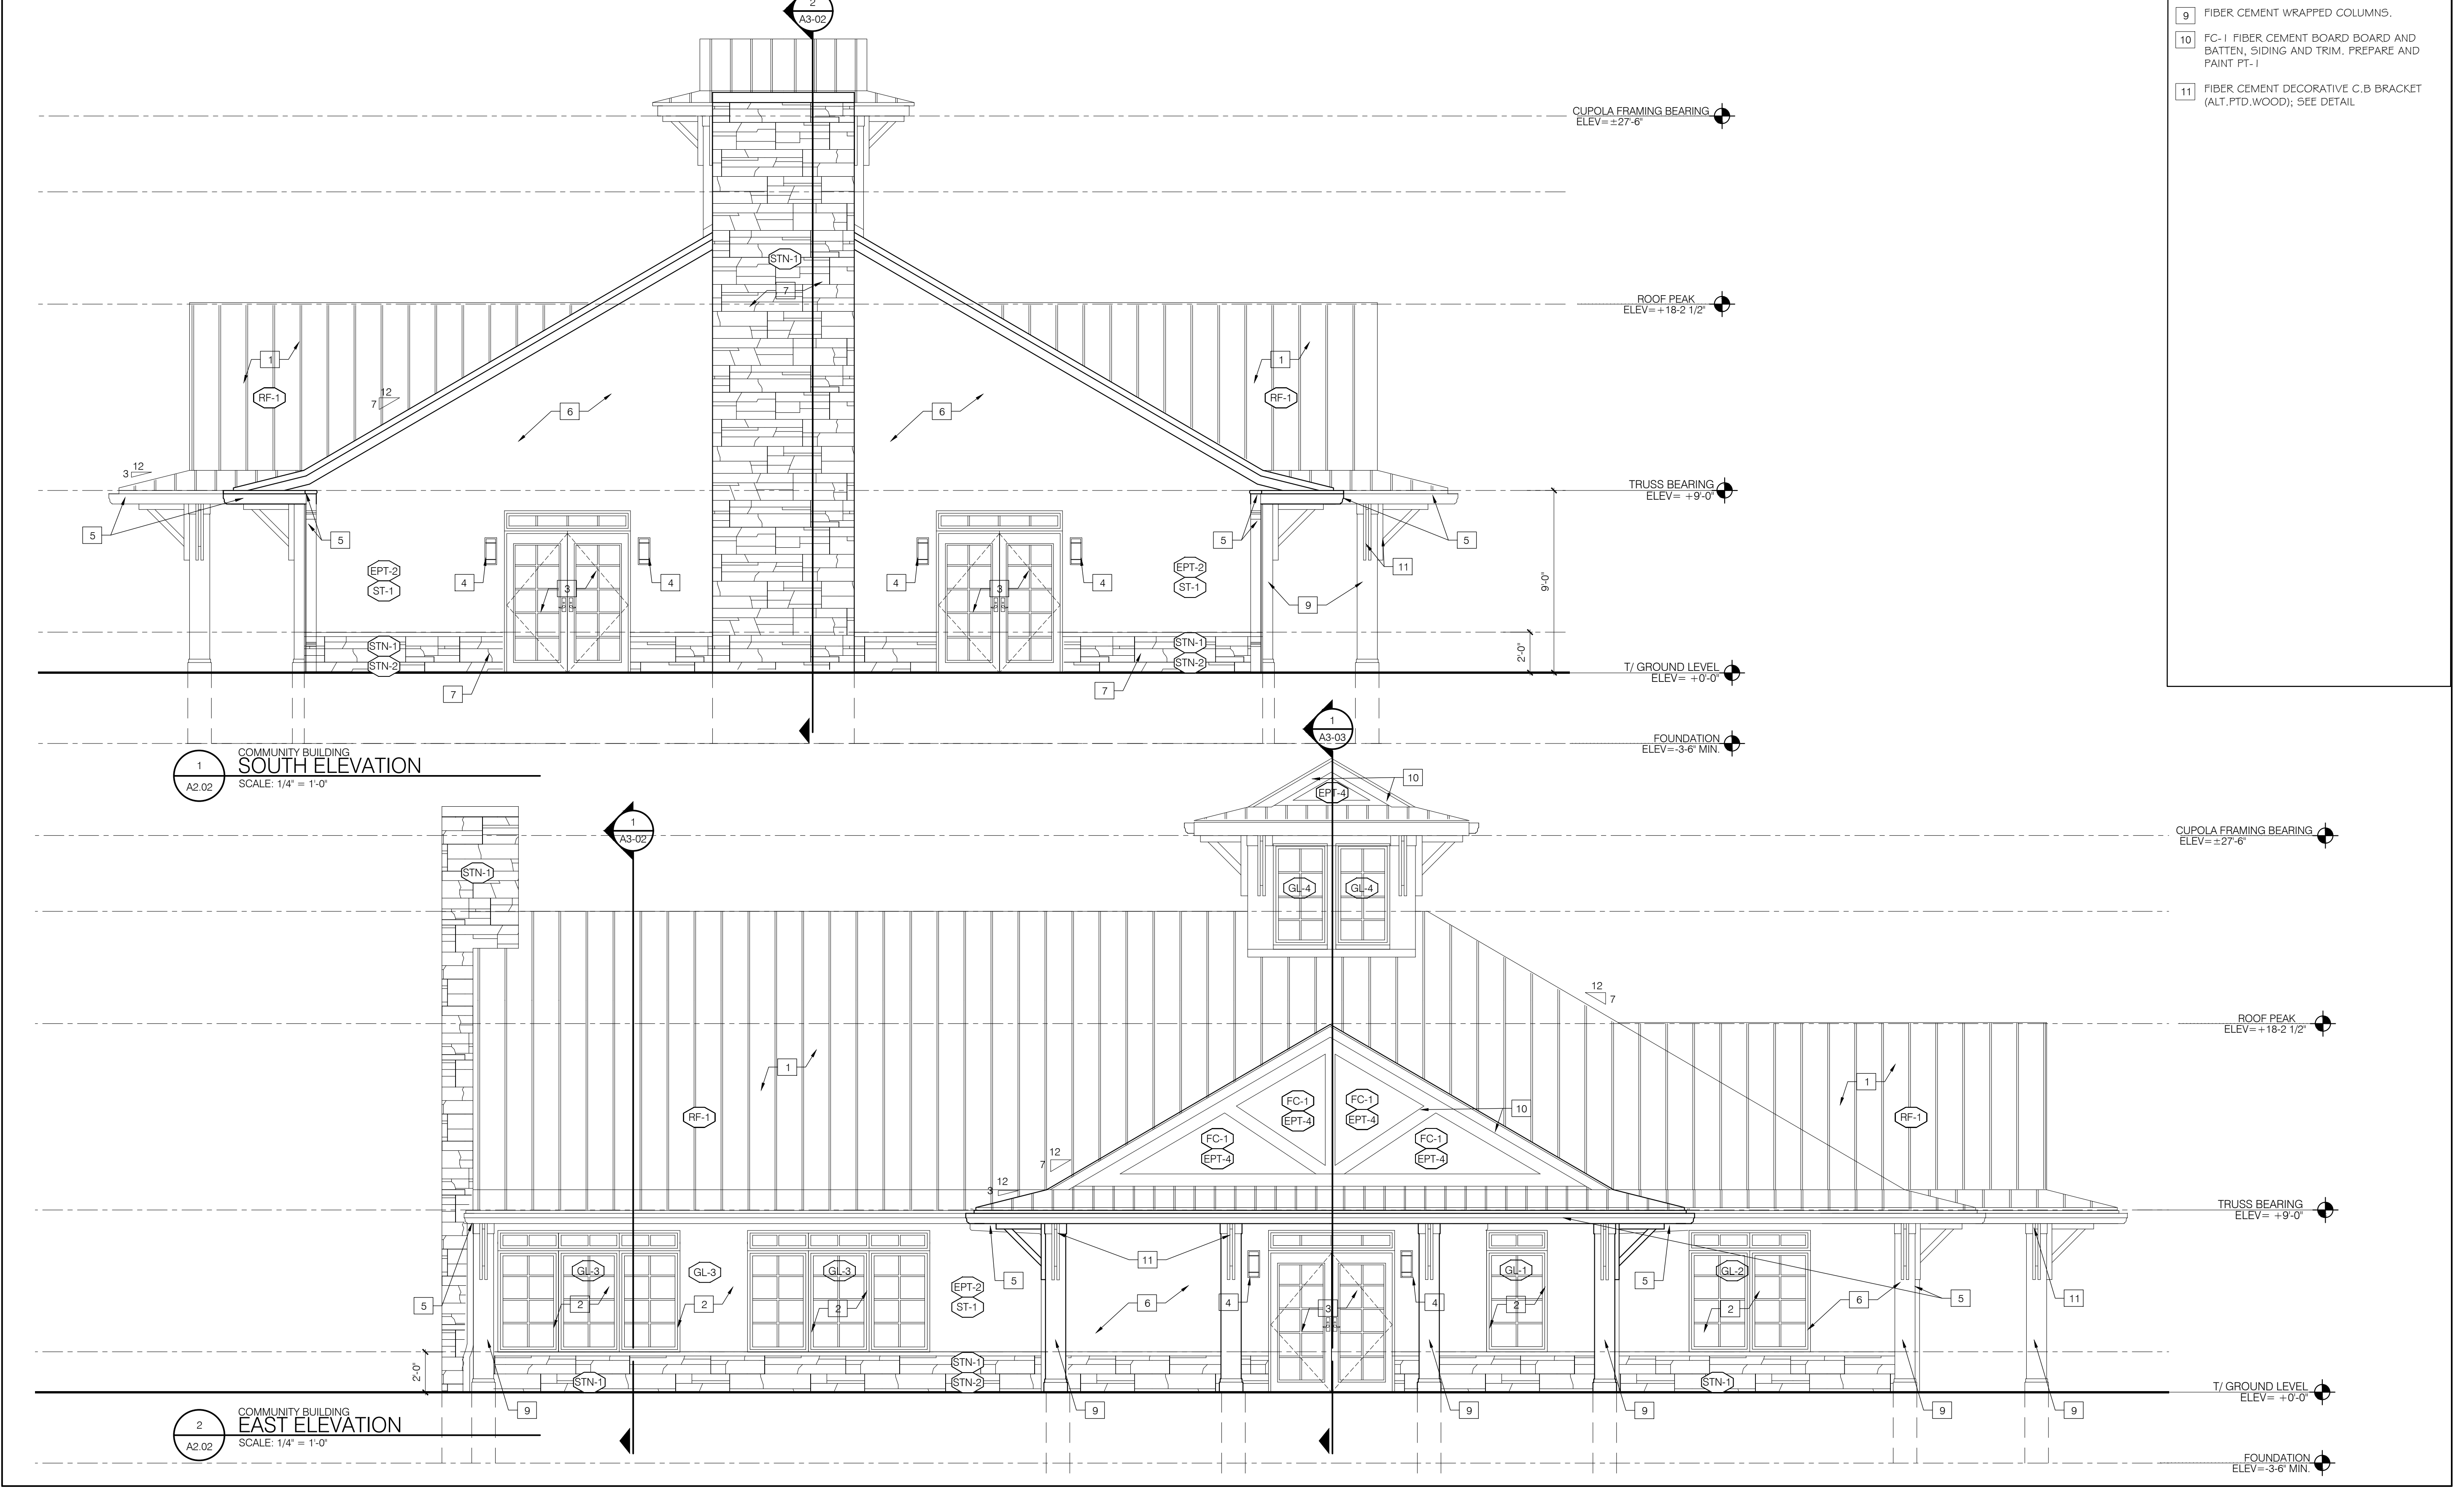 2
A3-02
9 FIBER CEMENT WRAPPED COLUMNS.
10 FC-1 FIBER CEMENT BOARD BOARD AND
BATTEN, SIDING AND TRIM. PREPARE AND
PAINT PT-1
11 FIBER CEMENT DECORATIVE C.B BRACKET
(ALT.PTD.WOOD); SEE DETAIL
CUPOLA FRAMING BEARING
ELEV=±27'-6"
STN-1
7
ROOF PEAK
ELEV=+18-2 1/2"
1
1
RF-1
12
7
6
6
RF-1
12
3
TRUSS BEARING
ELEV= +9'-0"
5
5
5
5
EPT-2
ST-1
4
3
4
4
3
4
EPT-2
ST-1
11
9
9'-0"
STN-1
STN-2
STN-1
STN-2
2'-0"
7
7
T/ GROUND LEVEL
ELEV= +0'-0"
FOUNDATION
ELEV=-3-6" MIN.
1
A2.02
COMMUNITY BUILDING
SOUTH ELEVATION
SCALE: 1/4" = 1'-0"
1
A3-03
10
EPT-4
1
A3-02
CUPOLA FRAMING BEARING
ELEV=±27'-6"
STN-1
GL-4
GL-4
12
7
ROOF PEAK
ELEV=+18-2 1/2"
1
1
RF-1
FC-1
EPT-4
FC-1
EPT-4
10
RF-1
FC-1
EPT-4
FC-1
EPT-4
12
7
12
3
TRUSS BEARING
ELEV= +9'-0"
GL-3
GL-3
GL-3
EPT-2
ST-1
5
11
GL-1
5
GL-2
5
2
2
2
6
4
3
4
2
2
6
5
11
2'-0"
STN-1
STN-1
STN-2
STN-1
T/ GROUND LEVEL
ELEV= +0'-0"
9
9
9
9
9
9
2
A2.02
COMMUNITY BUILDING
EAST ELEVATION
SCALE: 1/4" = 1'-0"
FOUNDATION
ELEV=-3-6" MIN.